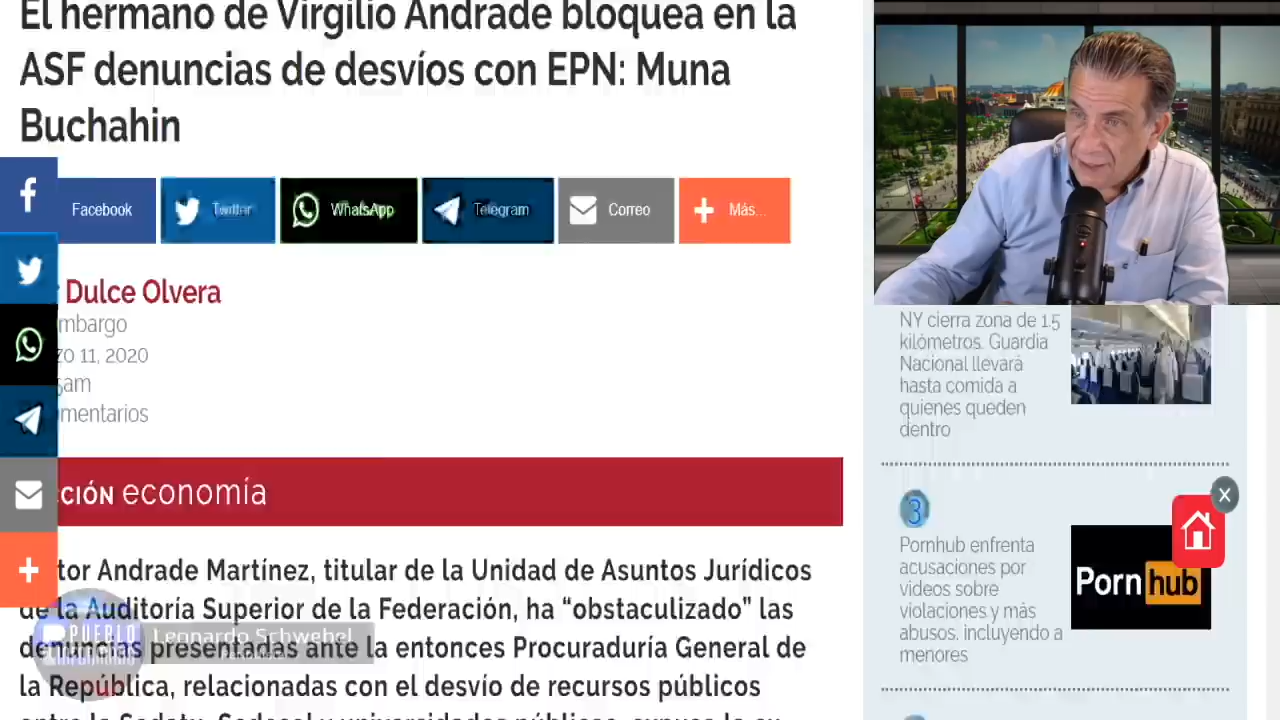 El hermano de Virgilio Andrade bloquea en la
ASF denuncias de desvíos con EPN: Muna
Buchahin
Facebook
Twitter
WhatsApp
Telegram
Correo
Más...
Dulce Olvera
mbargo
zo 11, 2020
am
mentarios
CIÓN economía
tor Andrade Martínez, titular de la Unidad de Asuntos Jurídicos
de la Auditoría Superior de la Federación, ha “obstaculizado” las
denuncias presentadas ante la entonces Procuraduría General de
la República, relacionadas con el desvío de recursos públicos
PUEBLO
Leonardo Schwebel
NY cierra zona de 1.5
kilómetros. Guardia
Nacional llevará
hasta comida a
quienes queden
dentro
3
Pornhub enfrenta
acusaciones por
videos sobre
violaciones y más
abusos, incluyendo a
menores
Porn hub
X